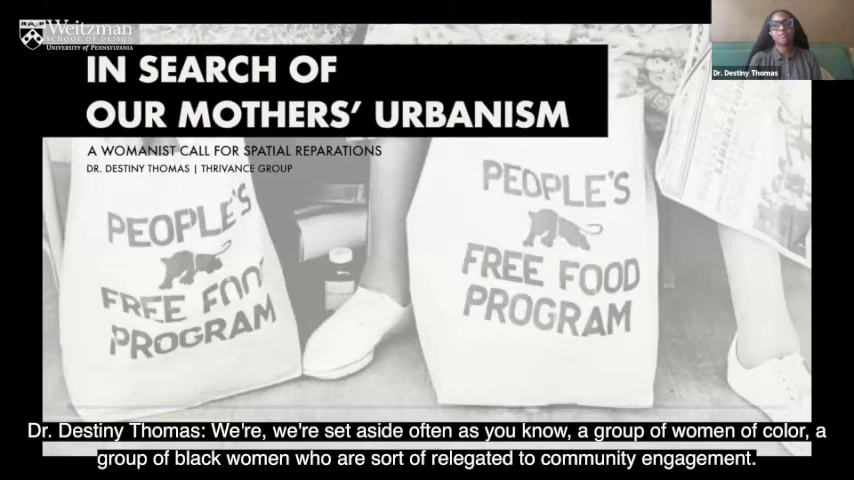 Weitzman
SCHOOL OF DESIGN
UNIVERSITY of PENNSYLVANIA
Dr. Destiny Thomas
IN SEARCH OF
OUR MOTHERS' URBANISM
A WOMANIST CALL FOR SPATIAL REPARATIONS
DR. DESTINY THOMAS | THRIVANCE GROUP
PEOPLE'S
FREE FOOD
PROGRAM
PEOPLE'S
FREE FOOD
PROGRAM
Dr. Destiny Thomas: We're, we're set aside often as you know, a group of women of color, a
group of black women who are sort of relegated to community engagement.